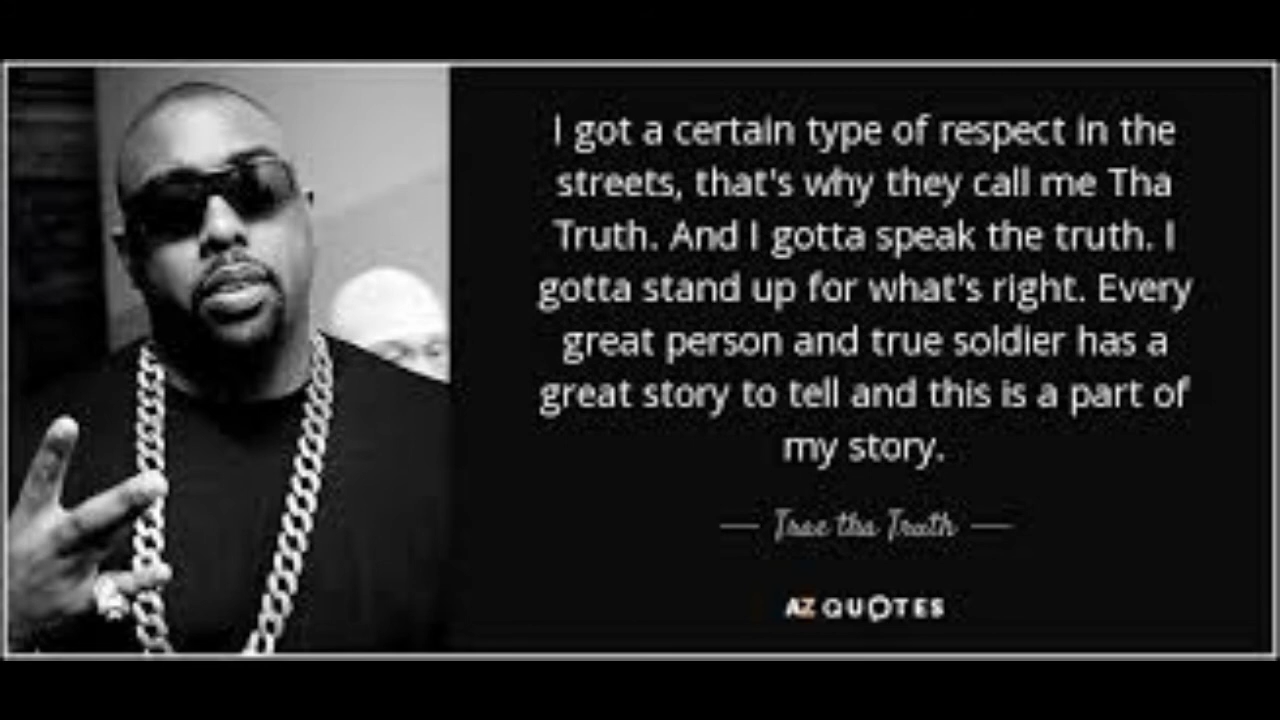 I got a certain type of respect in the
streets, that's why they call me Tha
Truth. And I gotta speak the truth. I
gotta stand up for what's right. Every
great person and true soldier has a
great story to tell and this is a part of
my story.
— Trae tha Truth —
AZ QUOTES